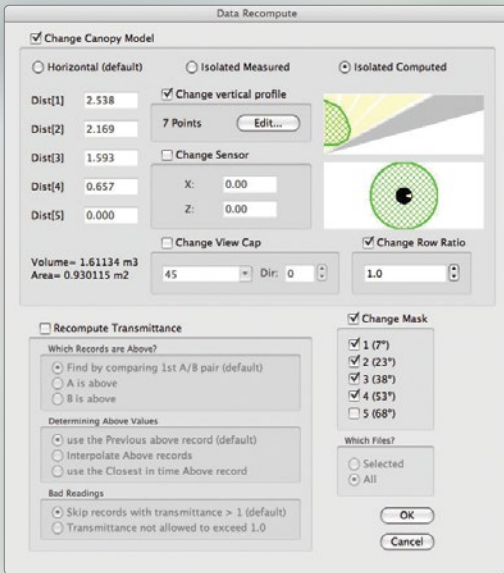 Data Recompute
Change Canopy Model
Horizontal (default)
Isolated Measured
Isolated Computed
Dist[1] 2.538
Dist[2] 2.169
Dist[3] 1.593
Dist[4] 0.657
Dist[5] 0.000
Volume= 1.61134 m3
Area= 0.930115 m2
Change vertical profile
7 Points Edit...
Change Sensor
X: 0.00
Z: 0.00
Change View Cap
45 Dir: 0
Change Row Ratio
1.0
Recompute Transmittance
Which Records are Above?
Find by comparing 1st A/B pair (default)
A is above
B is above
Determining Above Values
use the Previous above record (default)
Interpolate Above records
use the Closest in time Above record
Bad Readings
Skip records with transmittance > 1 (default)
Transmittance not allowed to exceed 1.0
Change Mask
1 (7°)
2 (23°)
3 (38°)
4 (53°)
5 (68°)
Which Files?
Selected
All
OK
Cancel